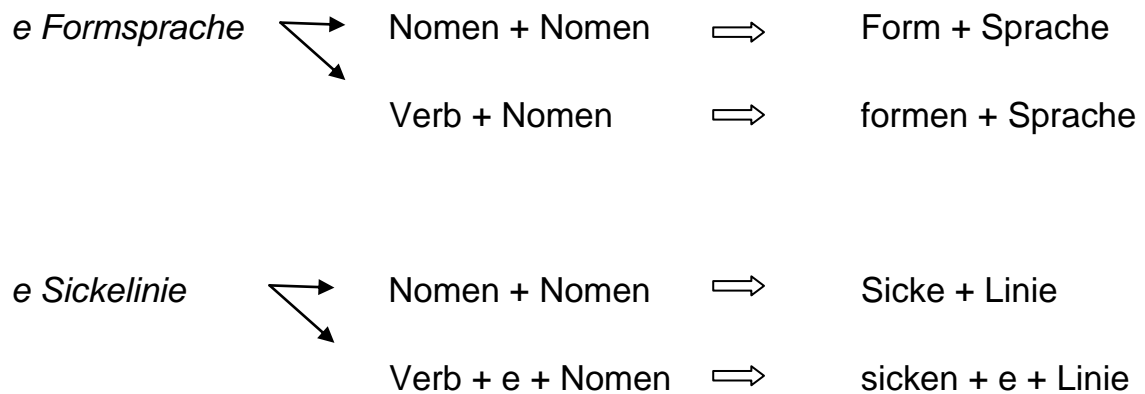 e Formsprache Nomen + Nomen Form + Sprache
Verb + Nomen formen + Sprache
e Sickelinie Nomen + Nomen Sicke + Linie
Verb + e + Nomen sicken + e + Linie